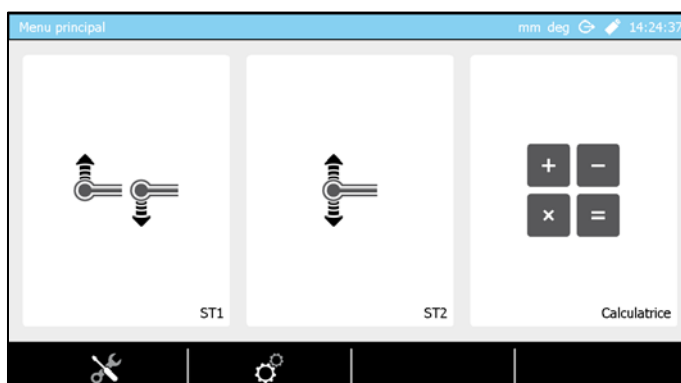 Menu principal
mm deg 14:24:37
+ −
× =
ST1
ST2
Calculatrice